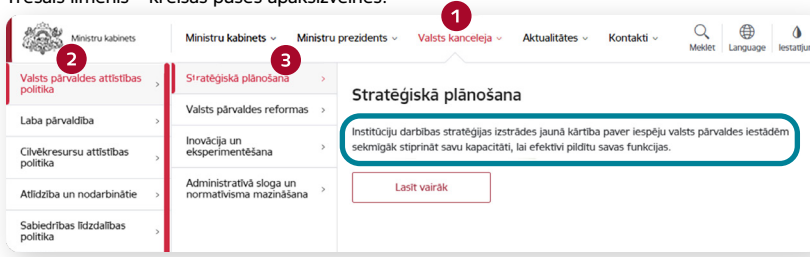 Trešais līmenis – kreisās puses apakšizvēlnes.
Ministru kabinets
Ministru kabinets
Ministru prezidents
Valsts kanceleja
Aktualitātes
Kontakti
Meklēt
Language
1
2
3
Valsts pārvaldes attīstības
politika
Laba pārvaldība
Cilvēkresursu attīstības
politika
Atlīdzība un nodarbinātie
Sabiedrības līdzdalības
politika
Stratēģiskā plānošana
Valsts pārvaldes reformas
Inovācija un
eksperimentēšana
Administratīvā sloga un
normatīvisma mazināšana
Stratēģiskā plānošana
Institūciju darbības stratēģijas izstrādes jaunā kārtība paver iespēju valsts pārvaldes iestādēm
sekmīgāk stiprināt savu kapacitāti, lai efektīvi pildītu savas funkcijas.
Lasīt vairāk